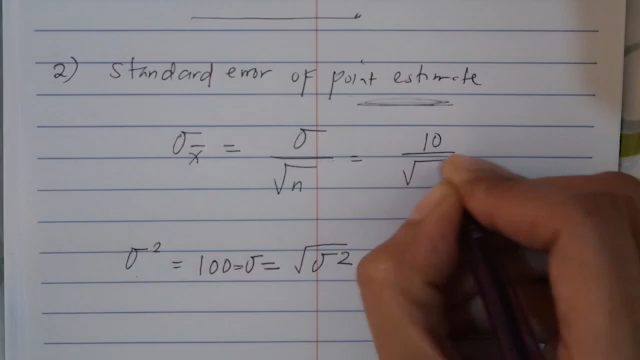 2) Standard error of point estimate
σx̄ = σ/√n = 10/√
σ² = 100 = σ = √σ²